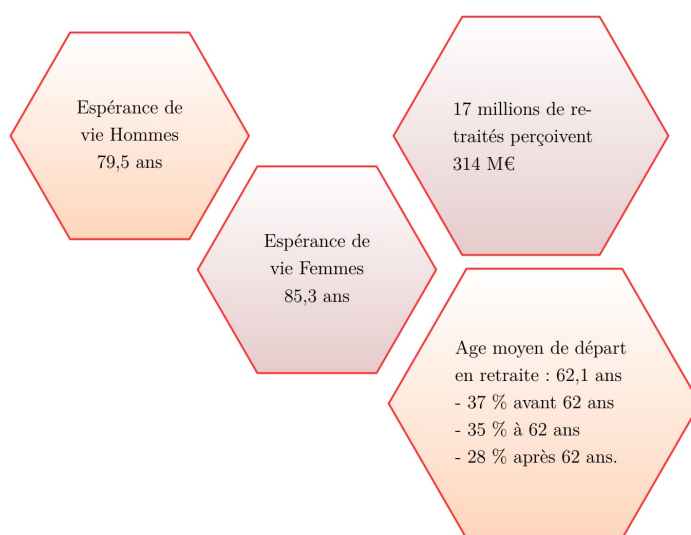 Espérance de
vie Hommes
79,5 ans
17 millions de re-
traités perçoivent
314 M€
Espérance de
vie Femmes
85,3 ans
Age moyen de départ
en retraite : 62,1 ans
- 37 % avant 62 ans
- 35 % à 62 ans
- 28 % après 62 ans.